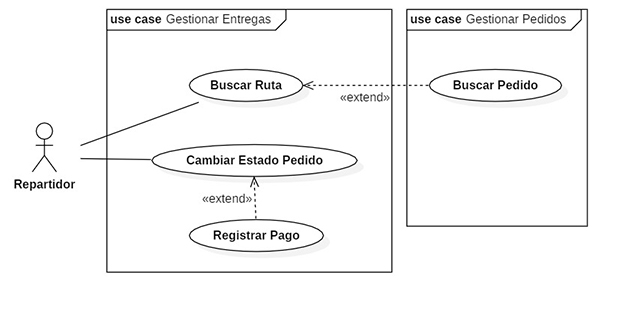 use case Gestionar Entregas
use case Gestionar Pedidos
Buscar Ruta
Buscar Pedido
«extend»
Cambiar Estado Pedido
Repartidor
«extend»
Registrar Pago